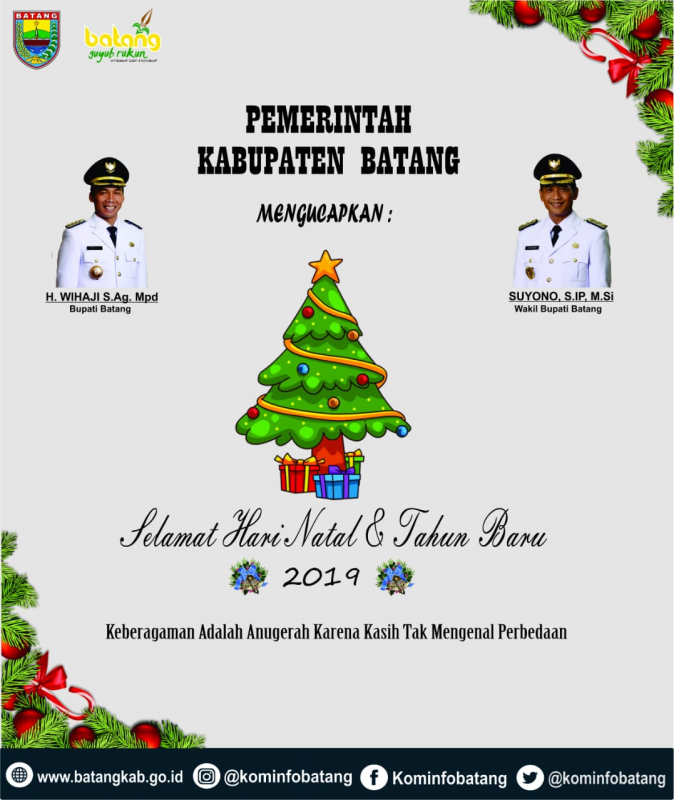 BATANG
batang
guyub rukun
PEMERINTAH
KABUPATEN BATANG
MENGUCAPKAN :
H. WIHAJI S.Ag. Mpd
Bupati Batang
SUYONO, S.IP, M.Si
Wakil Bupati Batang
Selamat Hari Natal & Tahun Baru
2019
Keberagaman Adalah Anugerah Karena Kasih Tak Mengenal Perbedaan
www.batangkab.go.id @kominfobatang Kominfobatang @kominfobatang